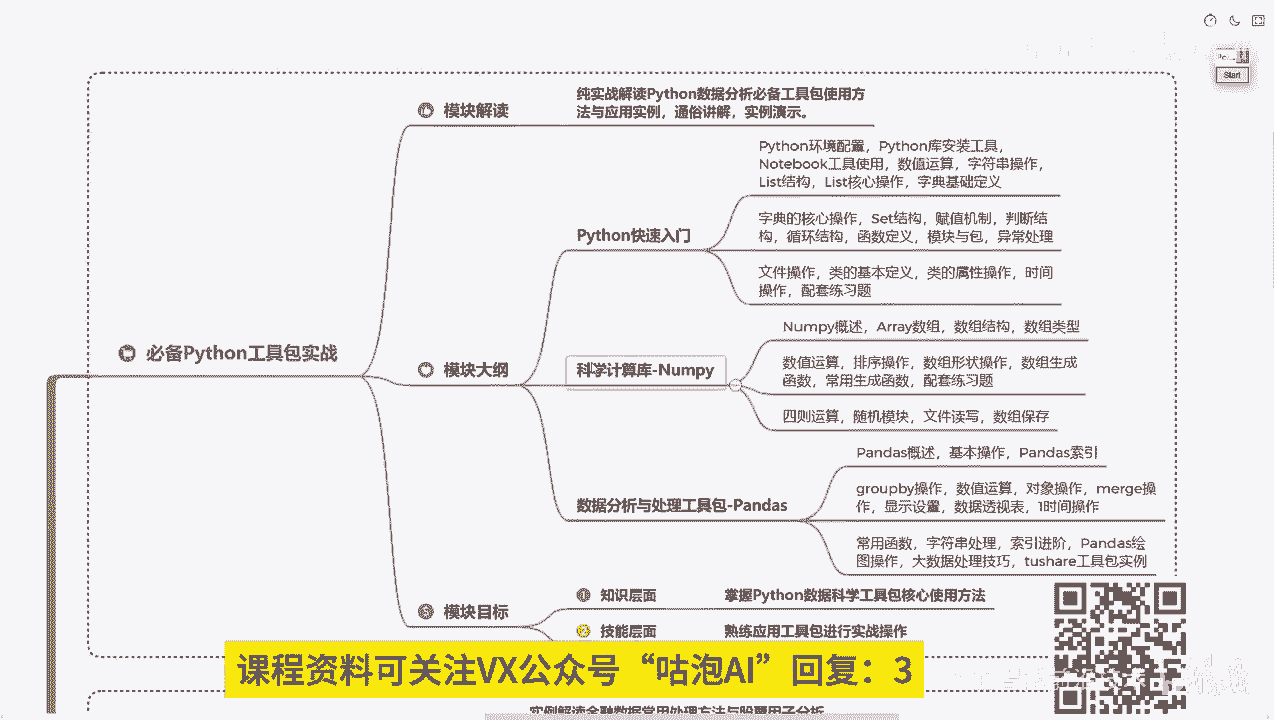 Start
模块解读
纯实战解读Python数据分析必备工具包使用方
法与应用实例，通俗讲解，实例演示。
Python环境配置，Python库安装工具，
Notebook工具使用，数值运算，字符串操作，
List结构，List核心操作，字典基础定义
Python快速入门
字典的核心操作，Set结构，赋值机制，判断结
构，循环结构，函数定义，模块与包，异常处理
文件操作，类的基本定义，类的属性操作，时间
操作，配套练习题
必备Python工具包实战
模块大纲
科学计算库-Numpy
Numpy概述，Array数组，数组结构，数组类型
数值运算，排序操作，数组形状操作，数组生成
函数，常用生成函数，配套练习题
四则运算，随机模块，文件读写，数组保存
数据分析与处理工具包-Pandas
Pandas概述，基本操作，Pandas索引
groupby操作，数值运算，对象操作，merge操
作，显示设置，数据透视表，1时间操作
常用函数，字符串处理，索引进阶，Pandas绘
图操作，大数据处理技巧，tushare工具包实例
模块目标
1 知识层面 掌握Python数据科学工具包核心使用方法
2 技能层面 熟练应用工具包进行实战操作
课程资料可关注VX公众号“咕泡AI”回复：3
实例解读金融数据常用处理方法与股票因子分析